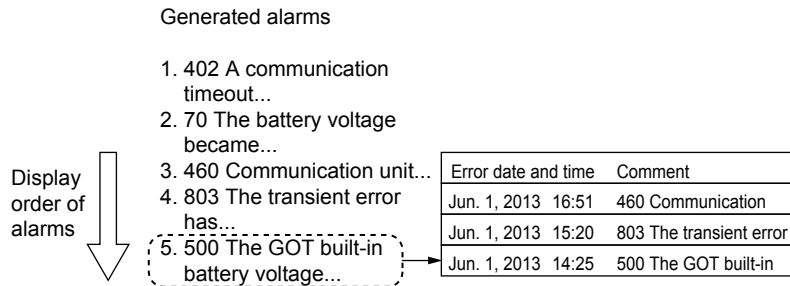 Generated alarms
1. 402 A communication
timeout...
2. 70 The battery voltage
became...
3. 460 Communication unit...
4. 803 The transient error
has...
5. 500 The GOT built-in
battery voltage...
Display
order of
alarms
Error date and time Comment
Jun. 1, 2013 16:51 460 Communication
Jun. 1, 2013 15:20 803 The transient error
Jun. 1, 2013 14:25 500 The GOT built-in